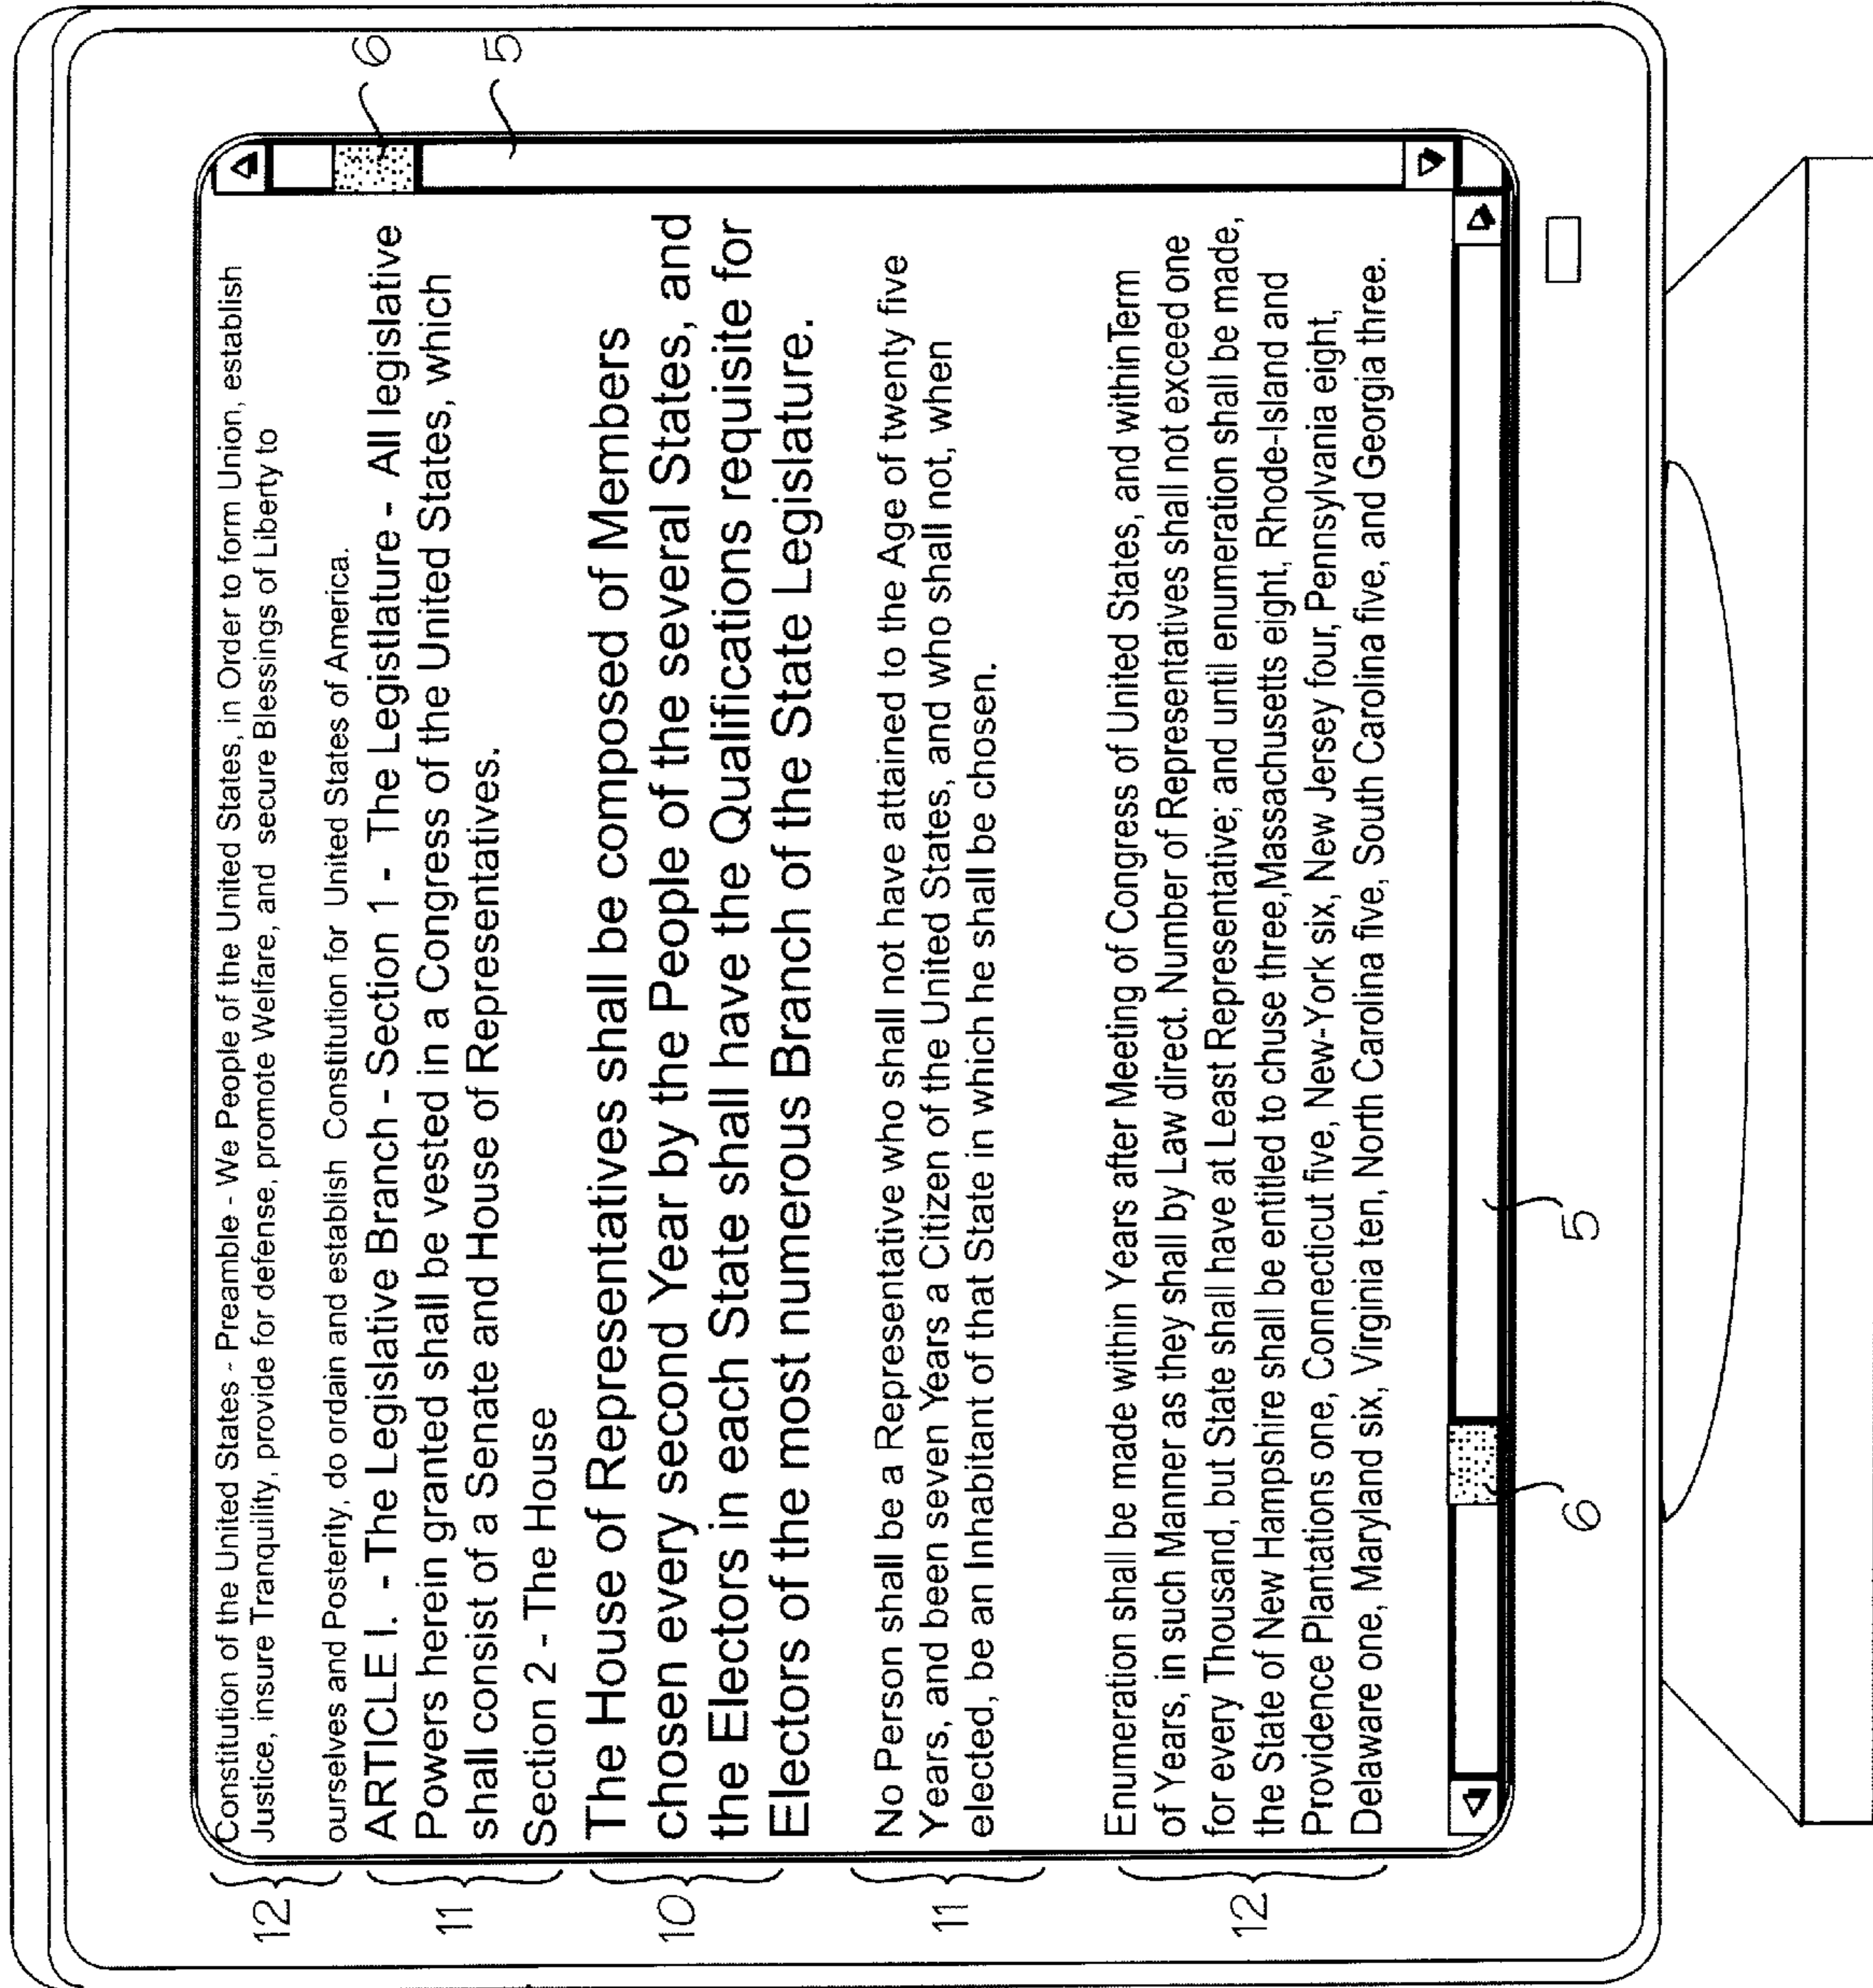 Constitution of the United States - Preamble - We People of the United States, in Order to form Union, establish
Justice, insure Tranquility, provide for defense, promote Welfare, and secure Blessings of Liberty to
ourselves and Posterity, do ordain and establish Constitution for United States of America.
ARTICLE I. - The Legislative Branch - Section 1 - The Legistlature - All legislative
Powers herein granted shall be vested in a Congress of the United States, which
shall consist of a Senate and House of Representatives.
Section 2 - The House
The House of Representatives shall be composed of Members
chosen every second Year by the People of the several States, and
the Electors in each State shall have the Qualifications requisite for
Electors of the most numerous Branch of the State Legislature.
No Person shall be a Representative who shall not have attained to the Age of twenty five
Years, and been seven Years a Citizen of the United States, and who shall not, when
elected, be an Inhabitant of that State in which he shall be chosen.
Enumeration shall be made within Years after Meeting of Congress of United States, and within Term
of Years, in such Manner as they shall by Law direct. Number of Representatives shall not exceed one
for every Thousand, but State shall have at Least Representative; and until enumeration shall be made,
the State of New Hampshire shall be entitled to chuse three, Massachusetts eight, Rhode-Island and
Providence Plantations one, Connecticut five, New-York six, New Jersey four, Pennsylvania eight,
Delaware one, Maryland six, Virginia ten, North Carolina five, South Carolina five, and Georgia three.
12
11
10
11
12
6
5
6
5